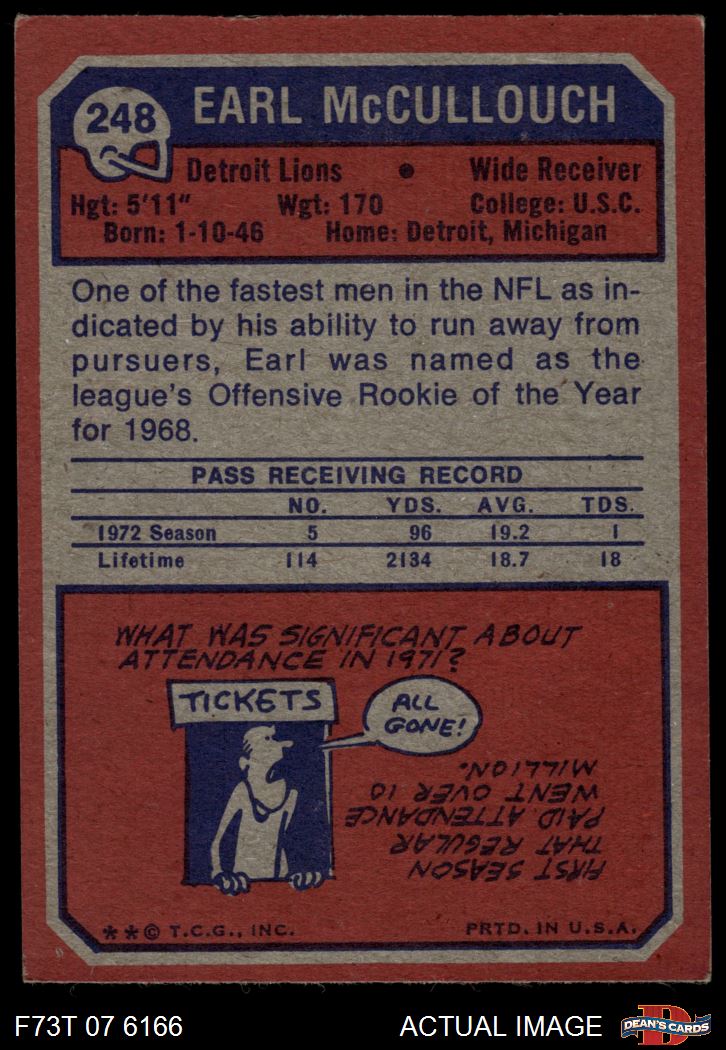 248
EARL McCULLOUCH
Detroit Lions • Wide Receiver
Hgt: 5'11" Wgt: 170 College: U.S.C.
Born: 1-10-46 Home: Detroit, Michigan
One of the fastest men in the NFL as in-
dicated by his ability to run away from
pursuers, Earl was named as the
league's Offensive Rookie of the Year
for 1968.
PASS RECEIVING RECORD
NO. YDS. AVG. TDS.
1972 Season 5 96 19.2 1
Lifetime 114 2134 18.7 18
WHAT WAS SIGNIFICANT ABOUT
ATTENDANCE IN 1971?
TICKETS
ALL
GONE!
FIRST SEASON
THAT REGULAR
PAID ATTENDANCE
WENT OVER 10
MILLION.
**© T.C.G., INC. PRTD. IN U.S.A.
F73T 07 6166 ACTUAL IMAGE
D
DEAN'S CARDS